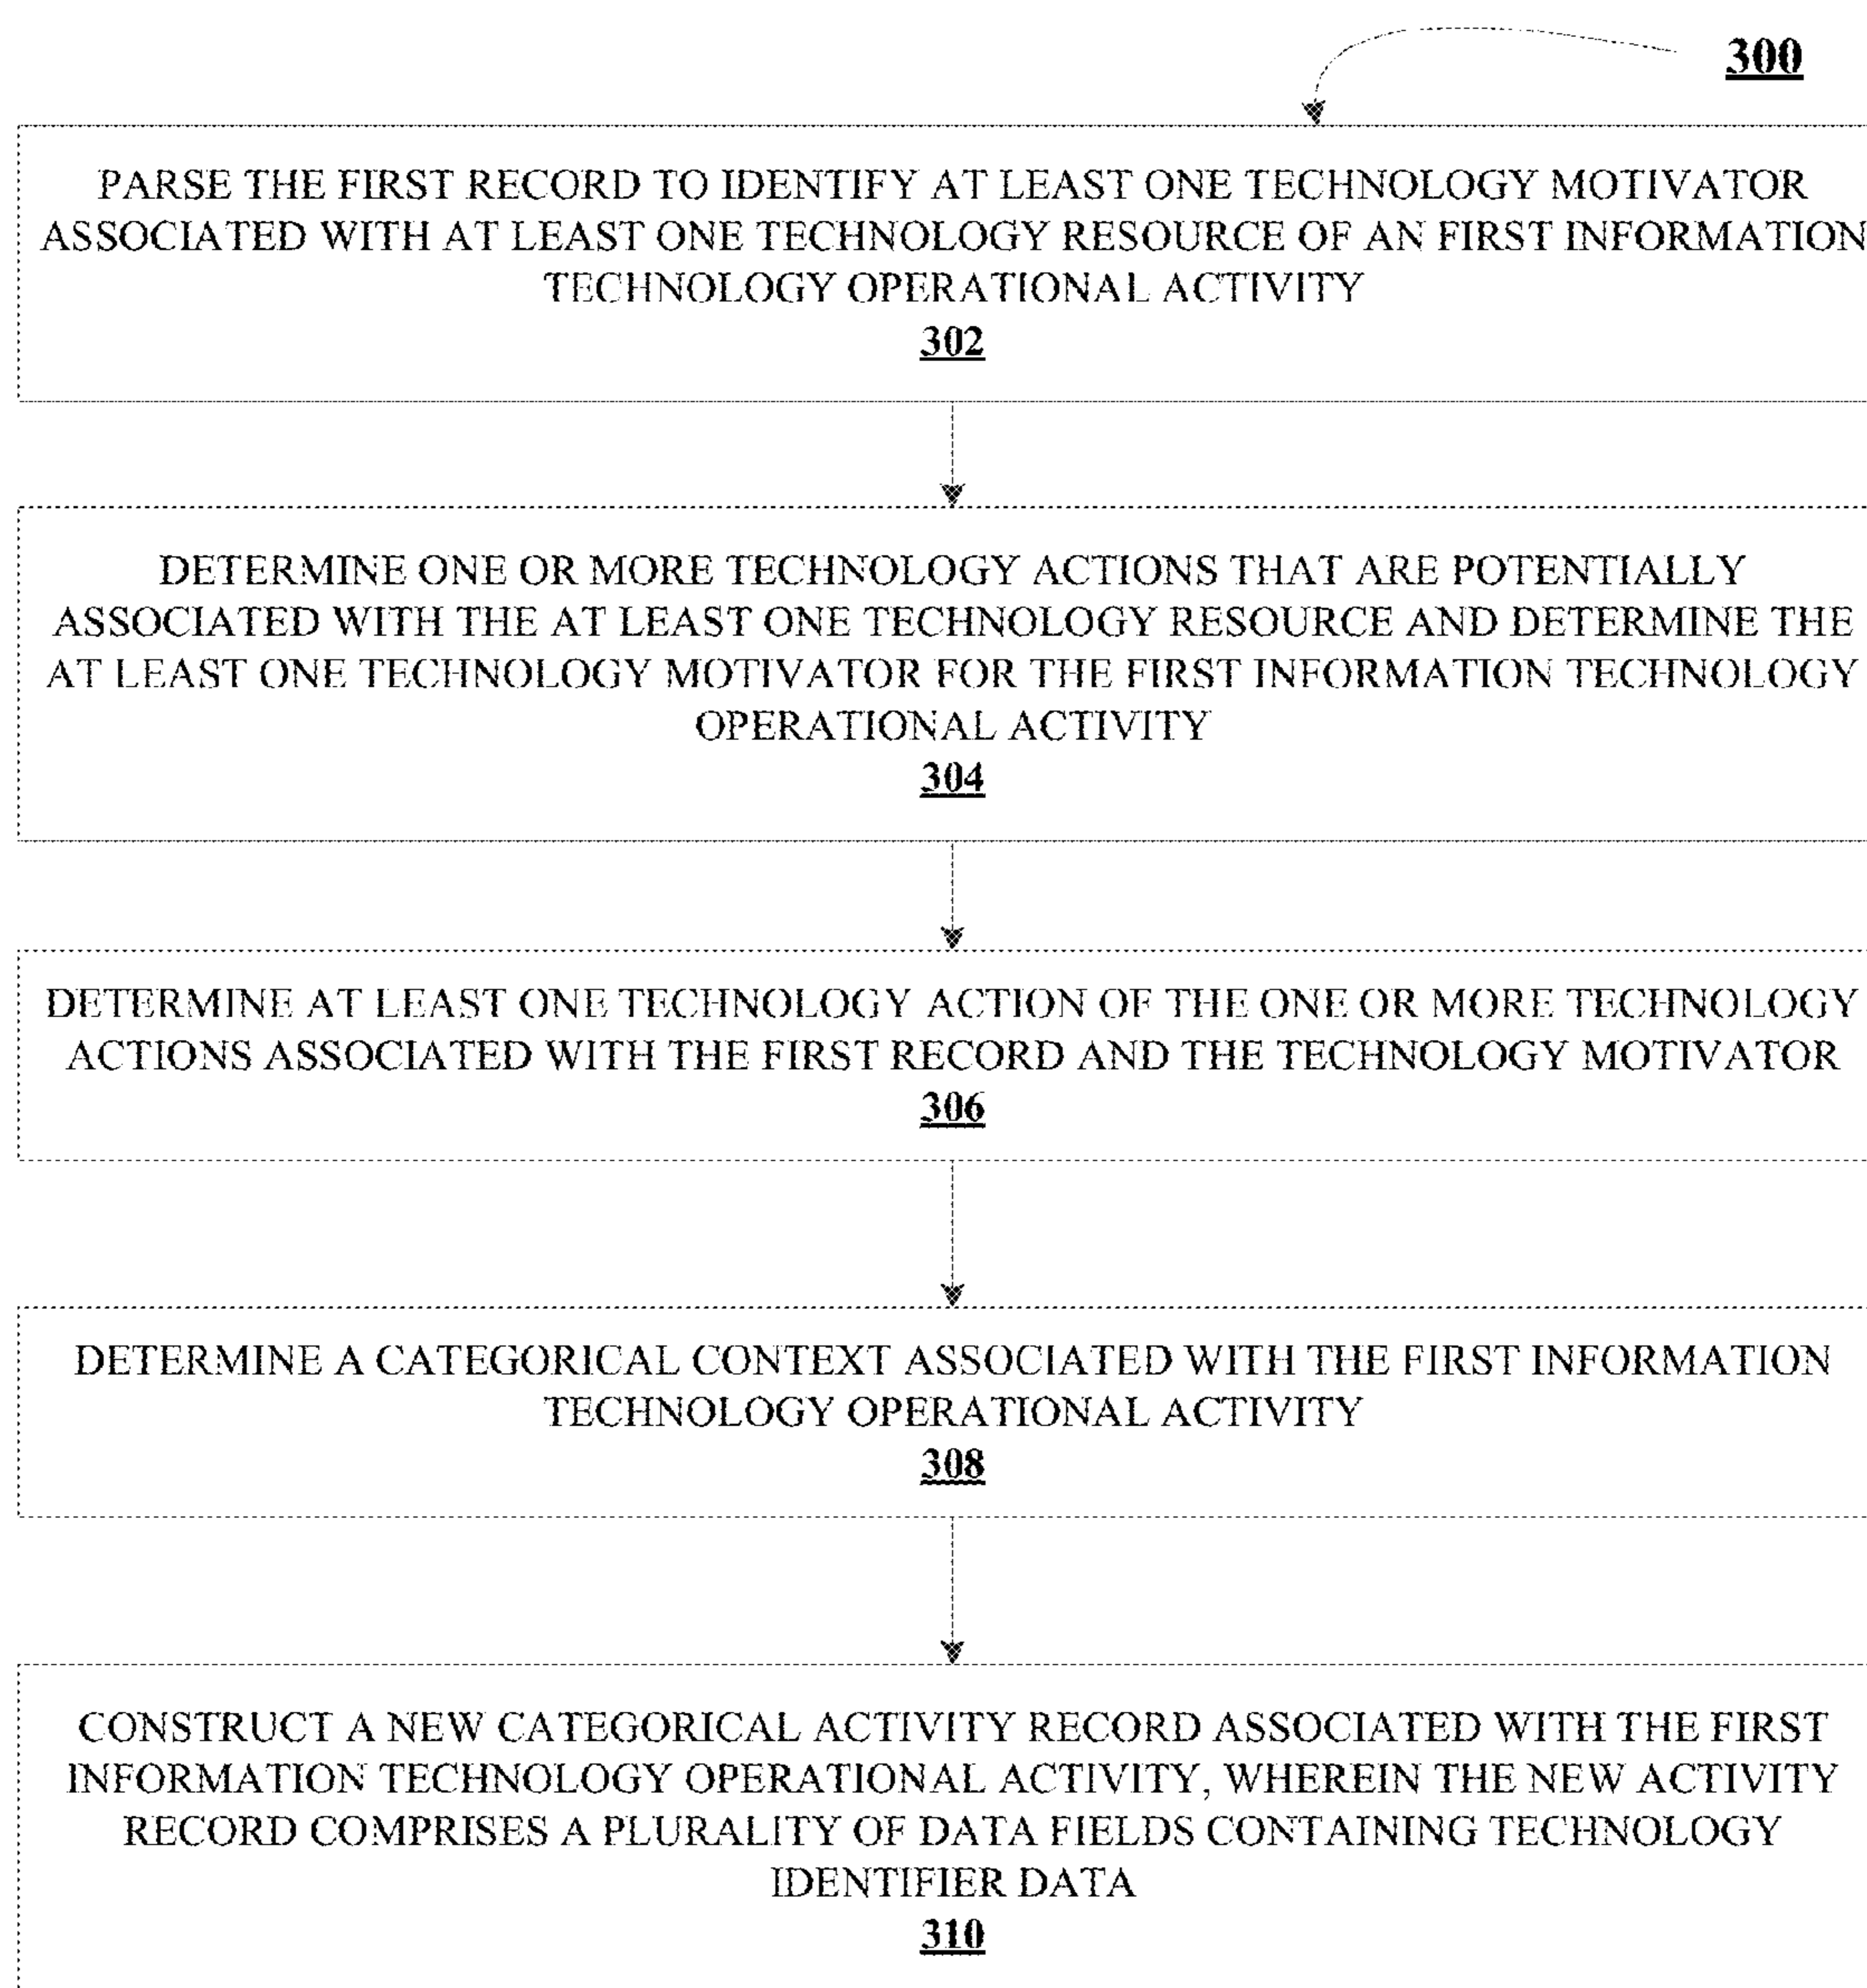 300
PARSE THE FIRST RECORD TO IDENTIFY AT LEAST ONE TECHNOLOGY MOTIVATOR
ASSOCIATED WITH AT LEAST ONE TECHNOLOGY RESOURCE OF AN FIRST INFORMATION
TECHNOLOGY OPERATIONAL ACTIVITY
302
DETERMINE ONE OR MORE TECHNOLOGY ACTIONS THAT ARE POTENTIALLY
ASSOCIATED WITH THE AT LEAST ONE TECHNOLOGY RESOURCE AND DETERMINE THE
AT LEAST ONE TECHNOLOGY MOTIVATOR FOR THE FIRST INFORMATION TECHNOLOGY
OPERATIONAL ACTIVITY
304
DETERMINE AT LEAST ONE TECHNOLOGY ACTION OF THE ONE OR MORE TECHNOLOGY
ACTIONS ASSOCIATED WITH THE FIRST RECORD AND THE TECHNOLOGY MOTIVATOR
306
DETERMINE A CATEGORICAL CONTEXT ASSOCIATED WITH THE FIRST INFORMATION
TECHNOLOGY OPERATIONAL ACTIVITY
308
CONSTRUCT A NEW CATEGORICAL ACTIVITY RECORD ASSOCIATED WITH THE FIRST
INFORMATION TECHNOLOGY OPERATIONAL ACTIVITY, WHEREIN THE NEW ACTIVITY
RECORD COMPRISES A PLURALITY OF DATA FIELDS CONTAINING TECHNOLOGY
IDENTIFIER DATA
310